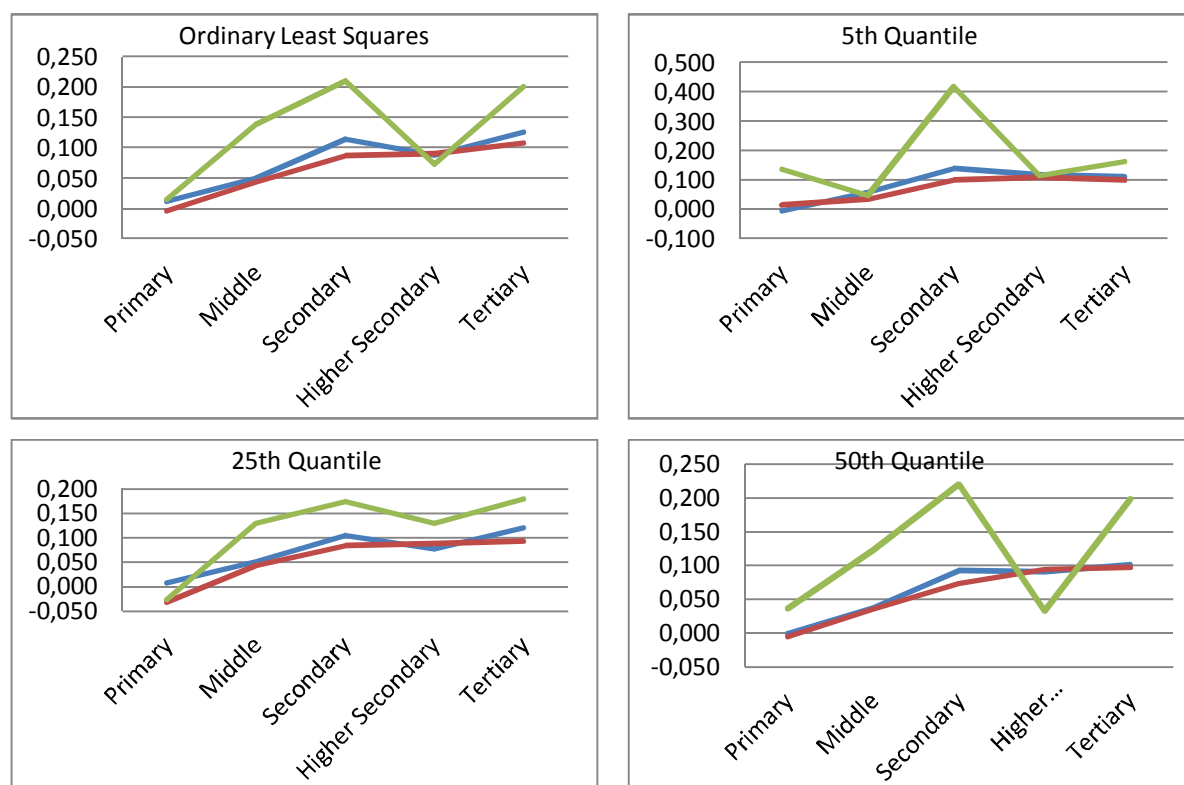 Ordinary Least Squares
0,250
0,200
0,150
0,100
0,050
0,000
-0,050
Primary
Middle
Secondary
Higher Secondary
Tertiary
5th Quantile
0,500
0,400
0,300
0,200
0,100
0,000
-0,100
Primary
Middle
Secondary
Higher Secondary
Tertiary
25th Quantile
0,200
0,150
0,100
0,050
0,000
-0,050
Primary
Middle
Secondary
Higher Secondary
Tertiary
50th Quantile
0,250
0,200
0,150
0,100
0,050
0,000
-0,050
Primary
Middle
Secondary
Higher...
Tertiary